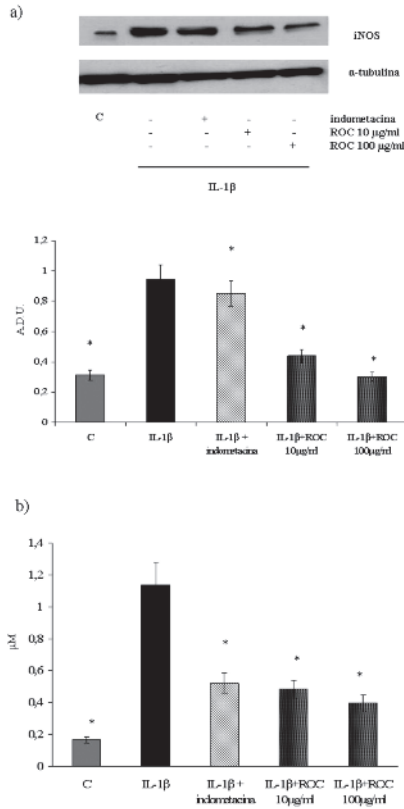 a)
iNOS
α-tubulina
C - + - - indumetacina
- - + - ROC 10 µg/ml
- - - + ROC 100 µg/ml
IL-1β
1,2
1
0,8
0,6
0,4
0,2
0
A.D.U.
*
*
*
*
C IL-1β IL-1β + IL-1β+ROC IL-1β+ROC
indometacina 10µg/ml 100µg/ml
b)
1,4
1,2
1
0,8
0,6
0,4
0,2
0
µM
*
*
*
*
C IL-1β IL-1β + IL-1β+ROC IL-1β+ROC
indometacina 10µg/ml 100µg/ml